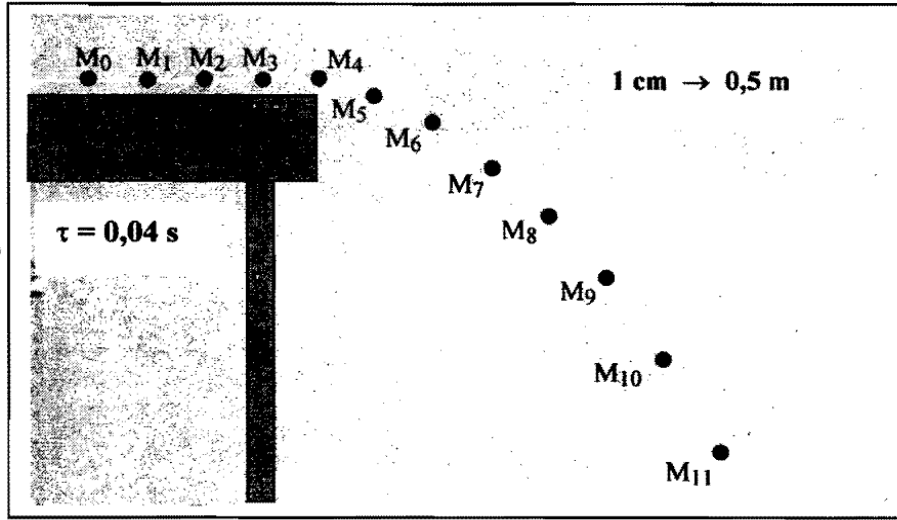 M₀ M₁ M₂ M₃ M₄
1 cm → 0,5 m
M₅
M₆
M₇
τ = 0,04 s
M₈
M₉
M₁₀
M₁₁